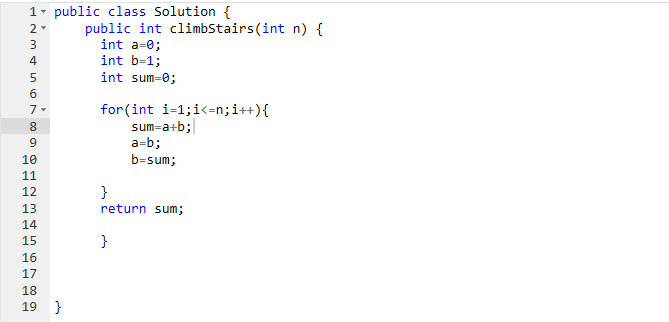 1 public class Solution {
2     public int climbStairs(int n) {
3       int a=0;
4       int b=1;
5       int sum=0;
6
7       for(int i=1;i<=n;i++){
8           sum=a+b;
9           a=b;
10          b=sum;
11
12      }
13      return sum;
14
15      }
16
17
18
19 }